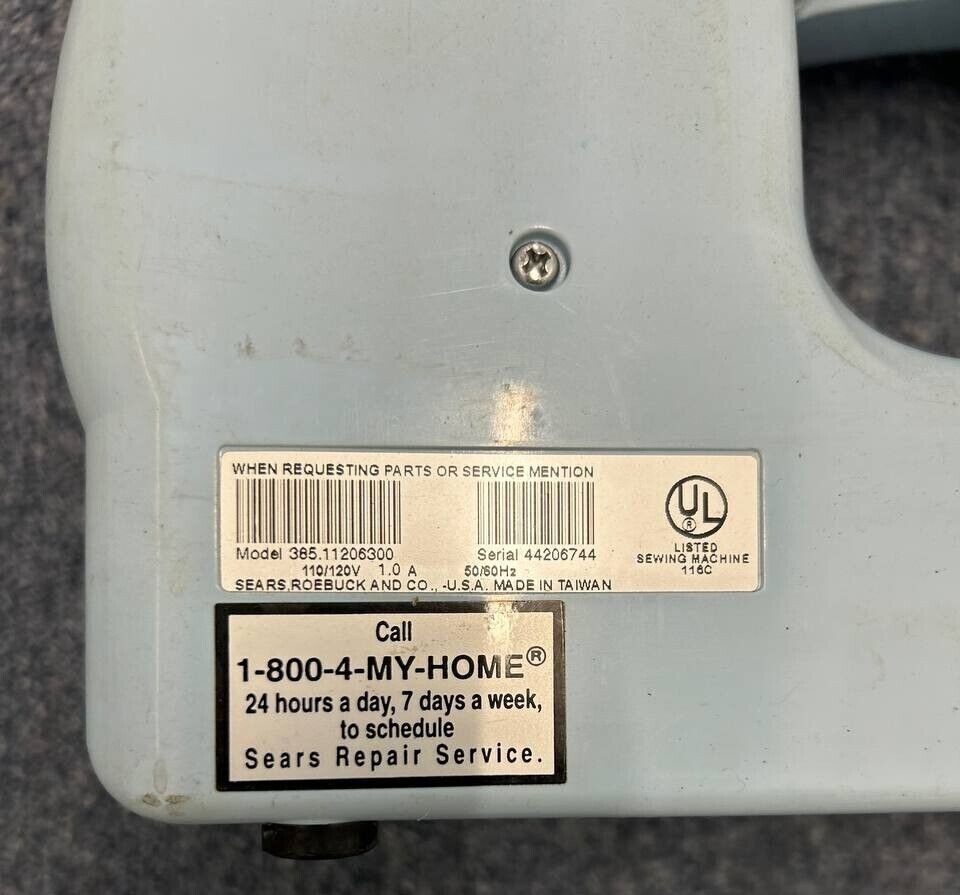 WHEN REQUESTING PARTS OR SERVICE MENTION
Model 385.11206300
Serial 44206744
110/120V 1.0 A 50/60Hz
SEARS,ROEBUCK AND CO., -U.S.A. MADE IN TAIWAN
UL
®
LISTED
SEWING MACHINE
116C
Call
1-800-4-MY-HOME®
24 hours a day, 7 days a week,
to schedule
Sears Repair Service.